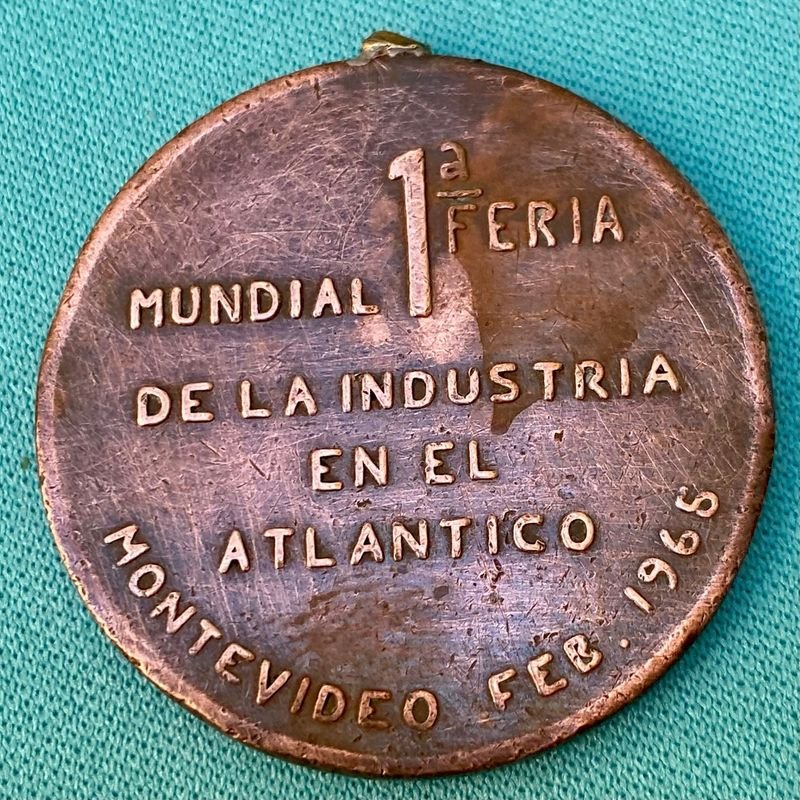 1ª FERIA
MUNDIAL
DE LA INDUSTRIA
EN EL
ATLANTICO
MONTEVIDEO FEB. 1965